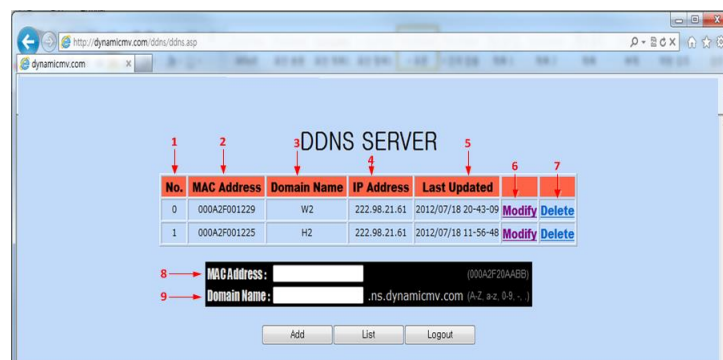 http://dynamicmv.com/ddns/ddns.asp
dynamicmv.com
DDNS SERVER
1 2 3 4 5 6 7
No. MAC Address Domain Name IP Address Last Updated
0 000A2F001229 W2 222.98.21.61 2012/07/18 20-43-09 Modify Delete
1 000A2F001225 H2 222.98.21.61 2012/07/18 11-56-48 Modify Delete
8 MAC Address : (000A2F20AABB)
9 Domain Name : .ns.dynamicmv.com (A-Z, a-z, 0-9, -, .)
Add List Logout